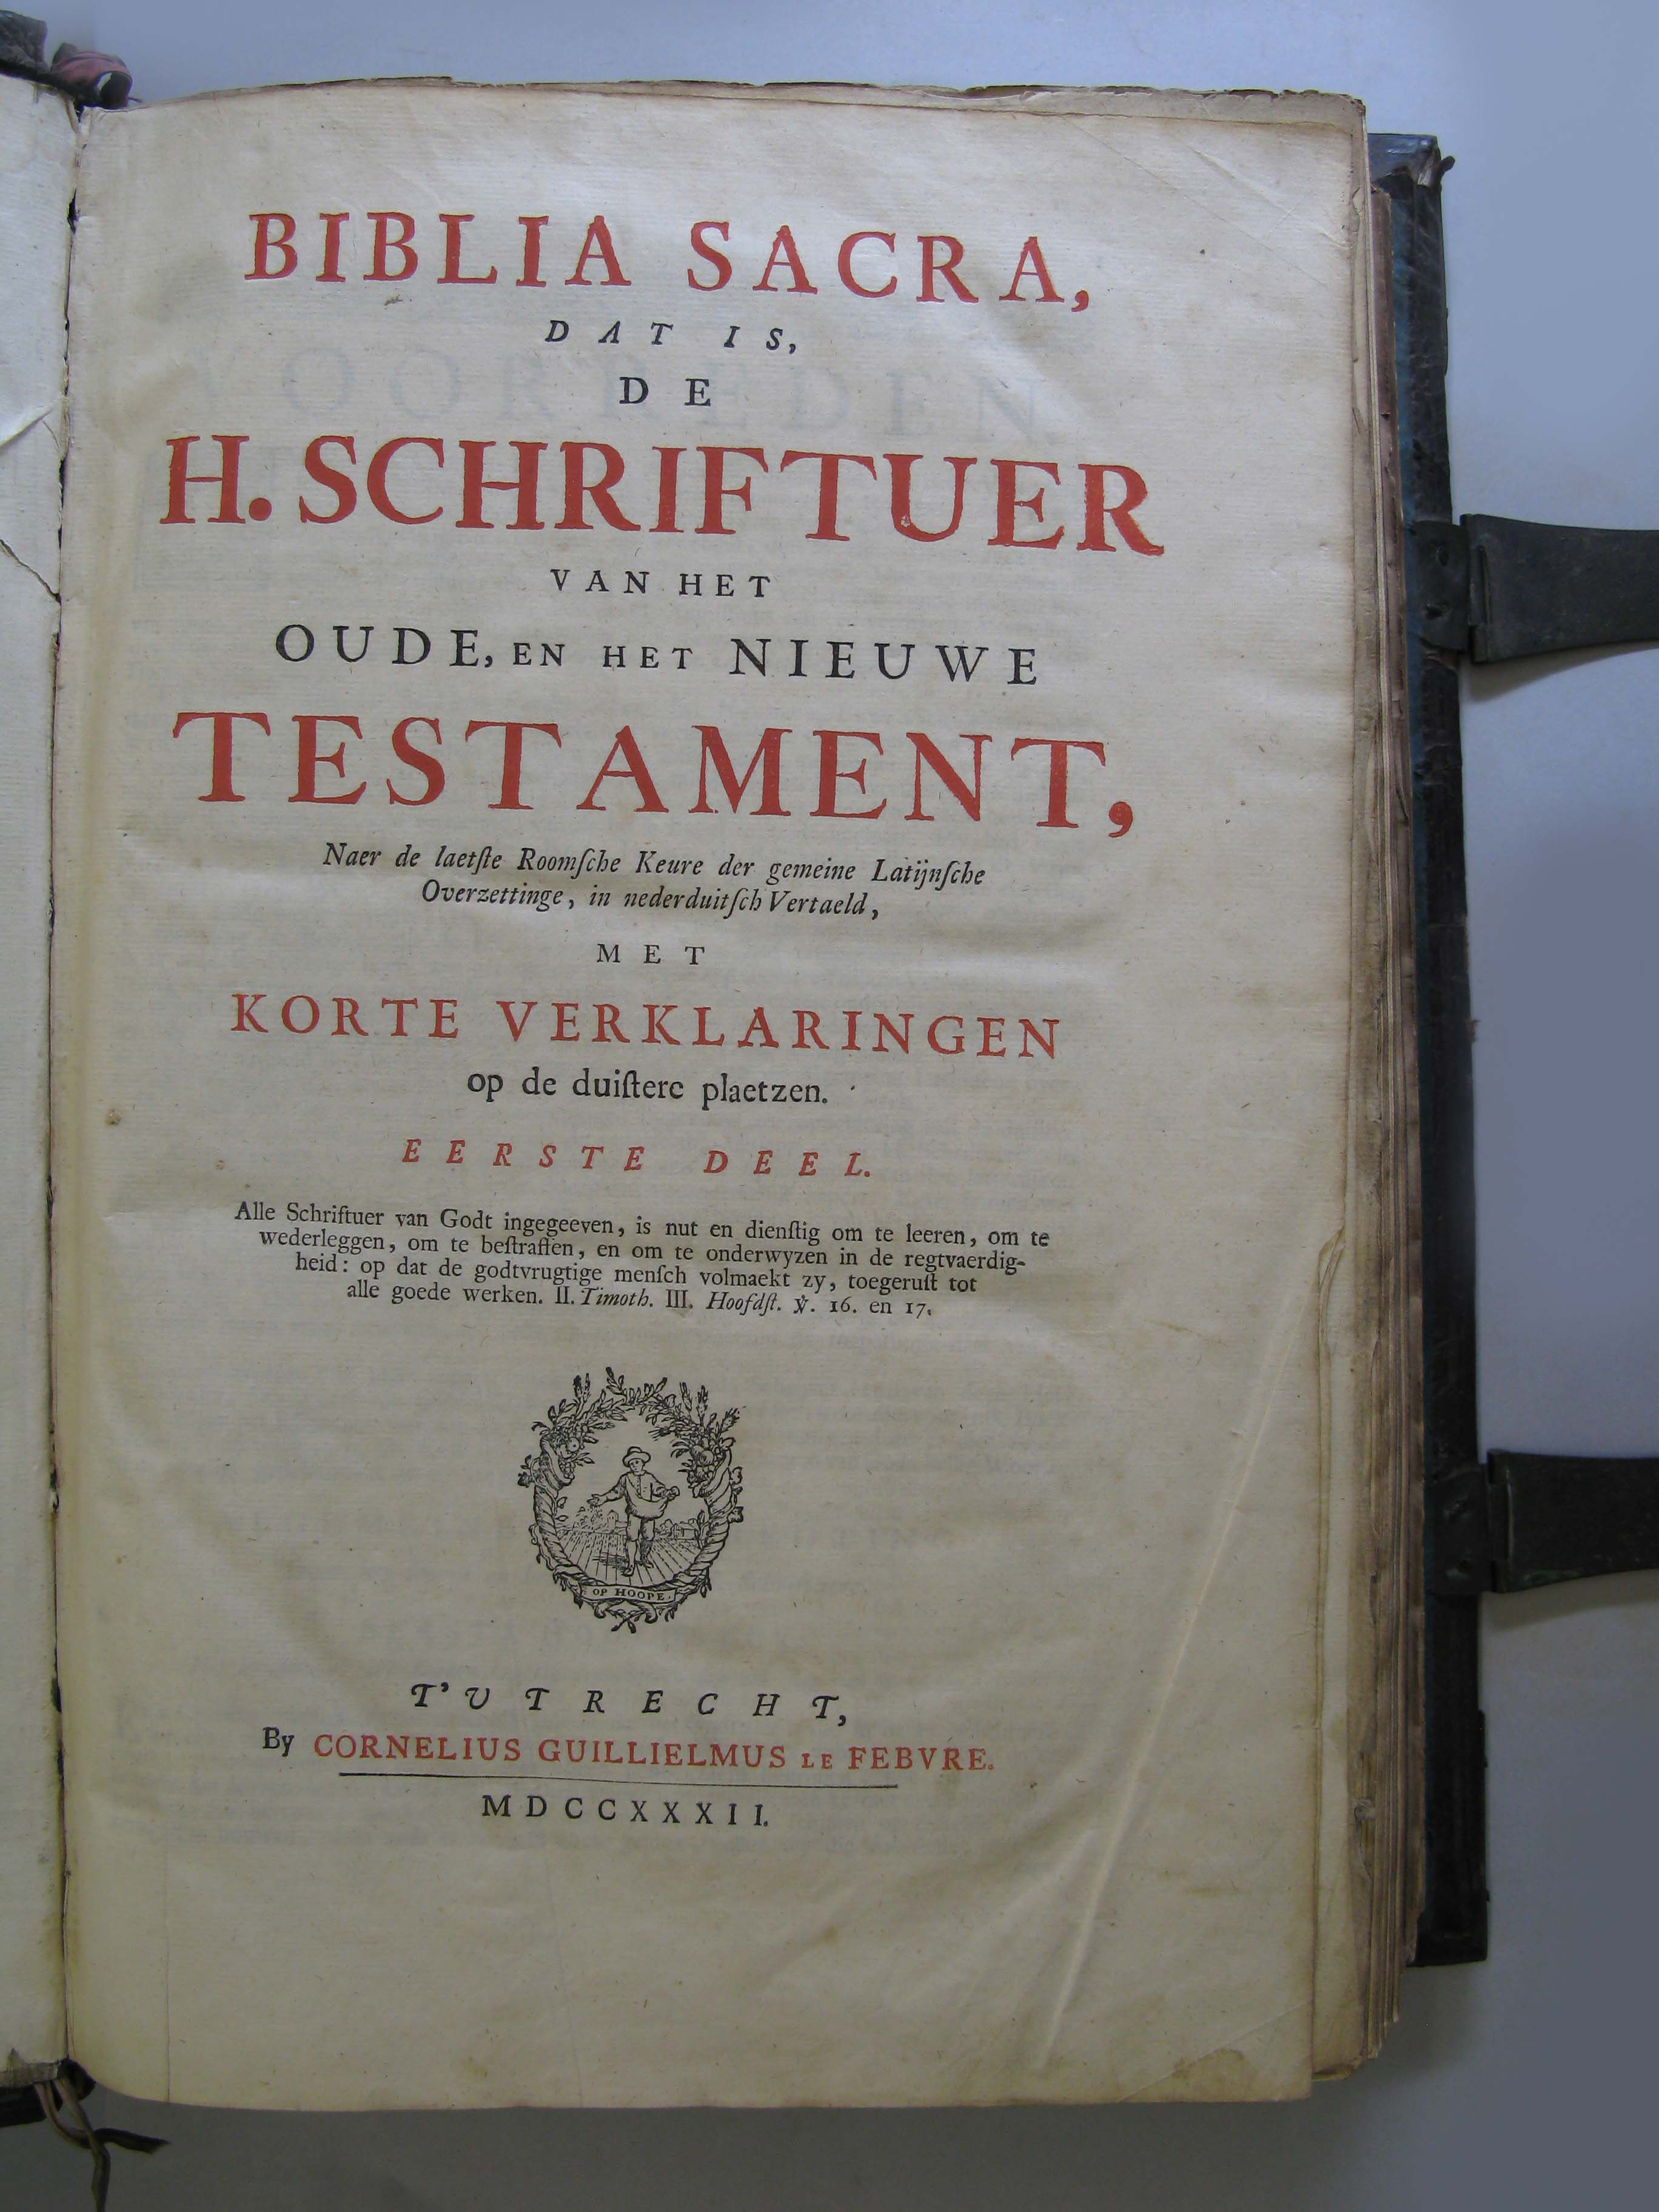 BIBLIA SACRA,
DAT IS,
DE
H. SCHRIFTUER
VAN HET
OUDE, EN HET NIEUWE
TESTAMENT,
Naer de laetſte Roomſche Keure der gemeine Latijnſche
Overzettinge, in nederduitſch Vertaeld,
MET
KORTE VERKLARINGEN
op de duiſtere plaetzen.
EERSTE DEEL.
Alle Schriftuer van Godt ingegeeven, is nut en dienſtig om te leeren, om te
wederleggen, om te beſtraffen, en om te onderwyzen in de regtvaerdig-
heid: op dat de godtvrugtige menſch volmaekt zy, toegeruſt tot
alle goede werken. II. Timoth. III. Hoofdſt. ℣. 16. en 17.
OP HOOPE.
T'UTRECHT,
By CORNELIUS GUILLIELMUS LE FEBVRE.
MDCCXXXII.